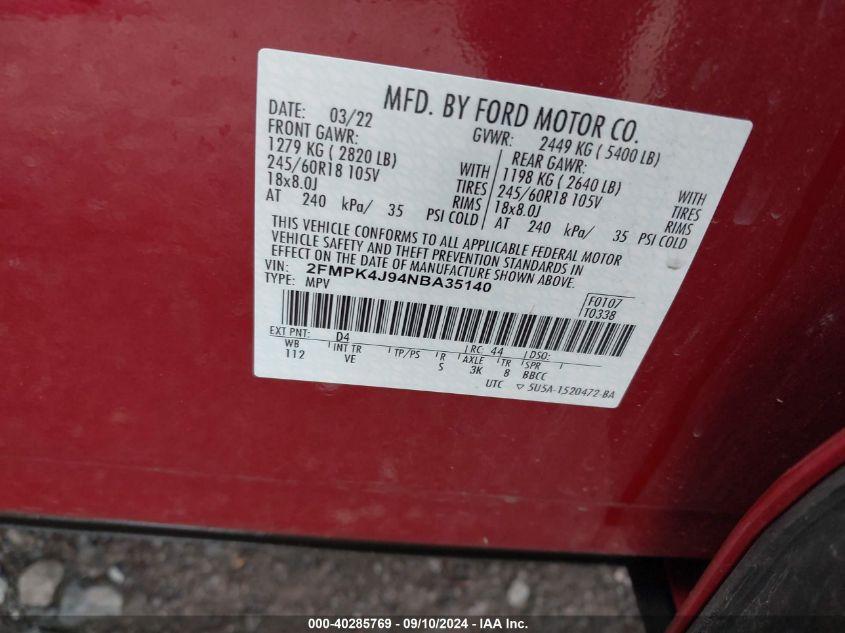 MFD. BY FORD MOTOR CO.
DATE: 03/22 GVWR: 2449 KG ( 5400 LB)
FRONT GAWR: REAR GAWR:
1279 KG ( 2820 LB) WITH 1198 KG ( 2640 LB) WITH
245/60R18 105V TIRES 245/60R18 105V TIRES
18x8.0J RIMS 18x8.0J RIMS
AT 240 kPa/ 35 PSI COLD AT 240 kPa/ 35 PSI COLD
THIS VEHICLE CONFORMS TO ALL APPLICABLE FEDERAL MOTOR
VEHICLE SAFETY AND THEFT PREVENTION STANDARDS IN
EFFECT ON THE DATE OF MANUFACTURE SHOWN ABOVE.
VIN: 2FMPK4J94NBA35140
TYPE: MPV
F0107
T0338
EXT PNT: D4 RC: 44 DSO:
WB INT TR TP/PS R AXLE TR SPR
112 VE S 3K 8 BBCC
UTC ▽ 5U5A-1520472-BA
000-40285769 - 09/10/2024 - IAA Inc.